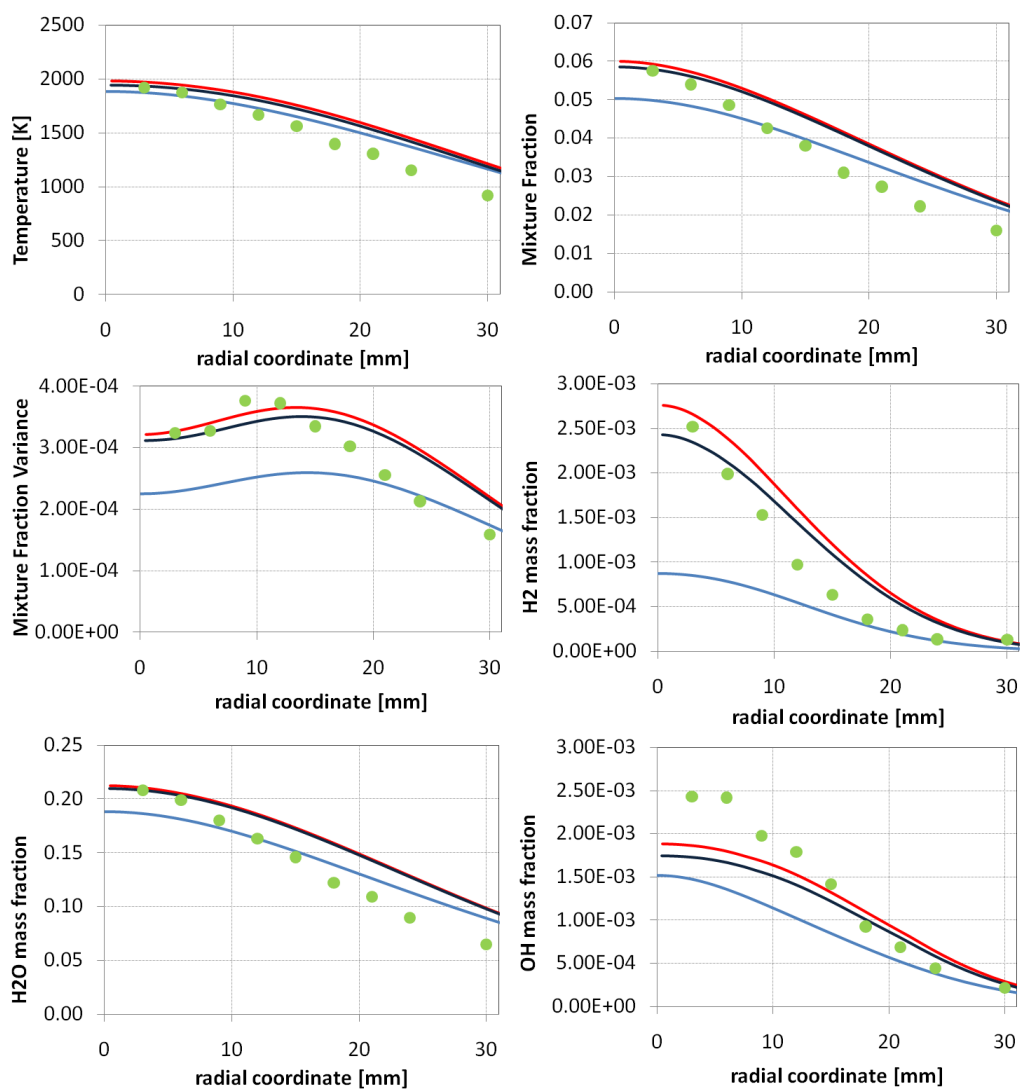 Temperature [K]
2500
2000
1500
1000
500
0
0 10 20 30
radial coordinate [mm]
Mixture Fraction
0.07
0.06
0.05
0.04
0.03
0.02
0.01
0.00
0 10 20 30
radial coordinate [mm]
Mixture Fraction Variance
4.00E-04
3.00E-04
2.00E-04
1.00E-04
0.00E+00
0 10 20 30
radial coordinate [mm]
H2 mass fraction
3.00E-03
2.50E-03
2.00E-03
1.50E-03
1.00E-03
5.00E-04
0.00E+00
0 10 20 30
radial coordinate [mm]
H2O mass fraction
0.25
0.20
0.15
0.10
0.05
0.00
0 10 20 30
radial coordinate [mm]
OH mass fraction
3.00E-03
2.50E-03
2.00E-03
1.50E-03
1.00E-03
5.00E-04
0.00E+00
0 10 20 30
radial coordinate [mm]